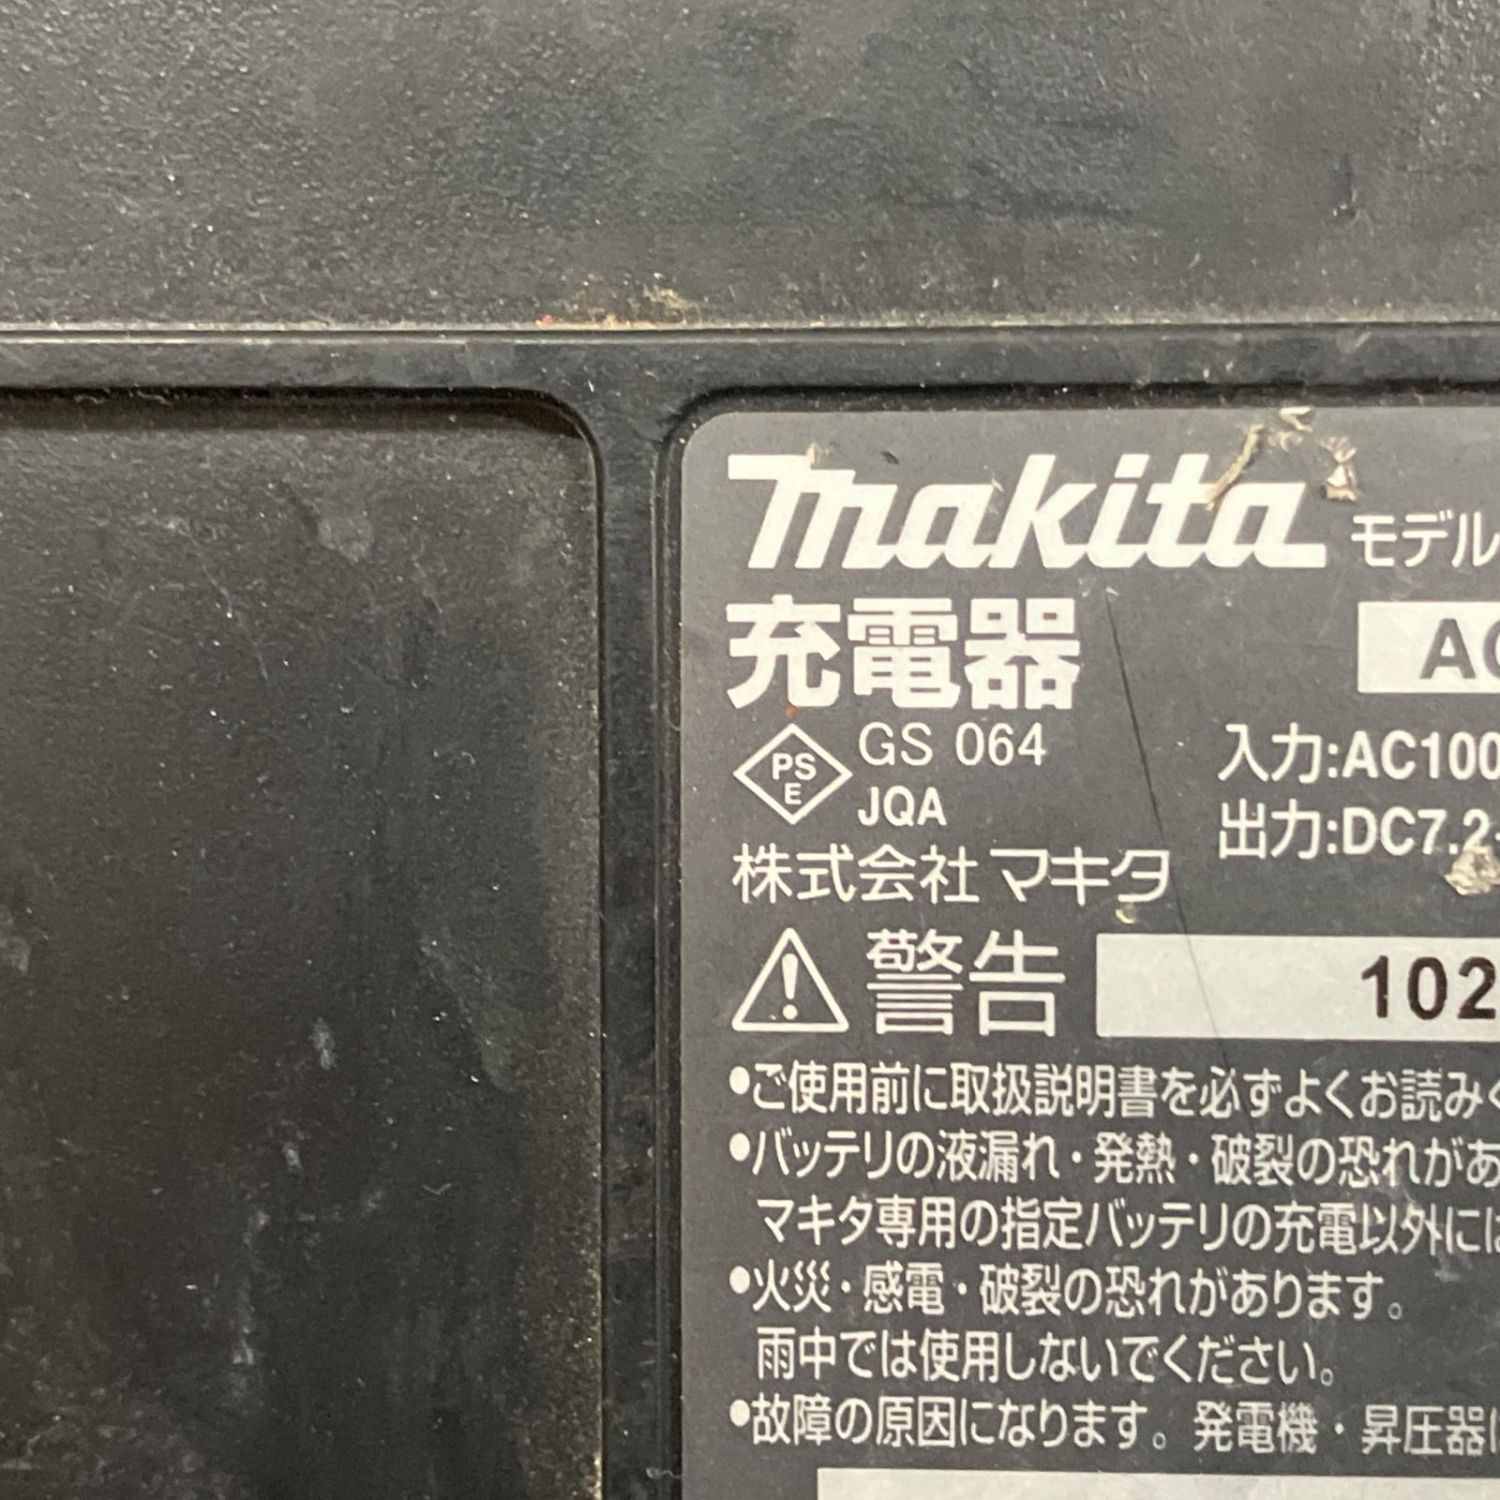 makita モデル
充電器 AC
PS E GS 064
JQA
入力:AC100
出力:DC7.2-
株式会社 マキタ
警告 102
•ご使用前に取扱説明書を必ずよくお読みく
•バッテリの液漏れ・発熱・破裂の恐れがあ
マキタ専用の指定バッテリの充電以外には
•火災・感電・破裂の恐れがあります。
雨中では使用しないでください。
•故障の原因になります。発電機・昇圧器に